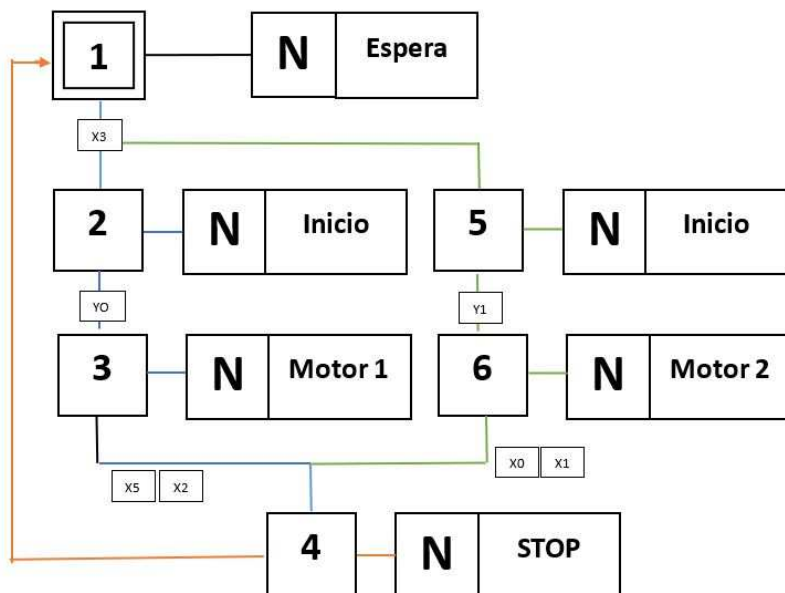 1 N Espera
X3
2 N Inicio 5 N Inicio
YO Y1
3 N Motor 1 6 N Motor 2
X5 X2 X0 X1
4 N STOP